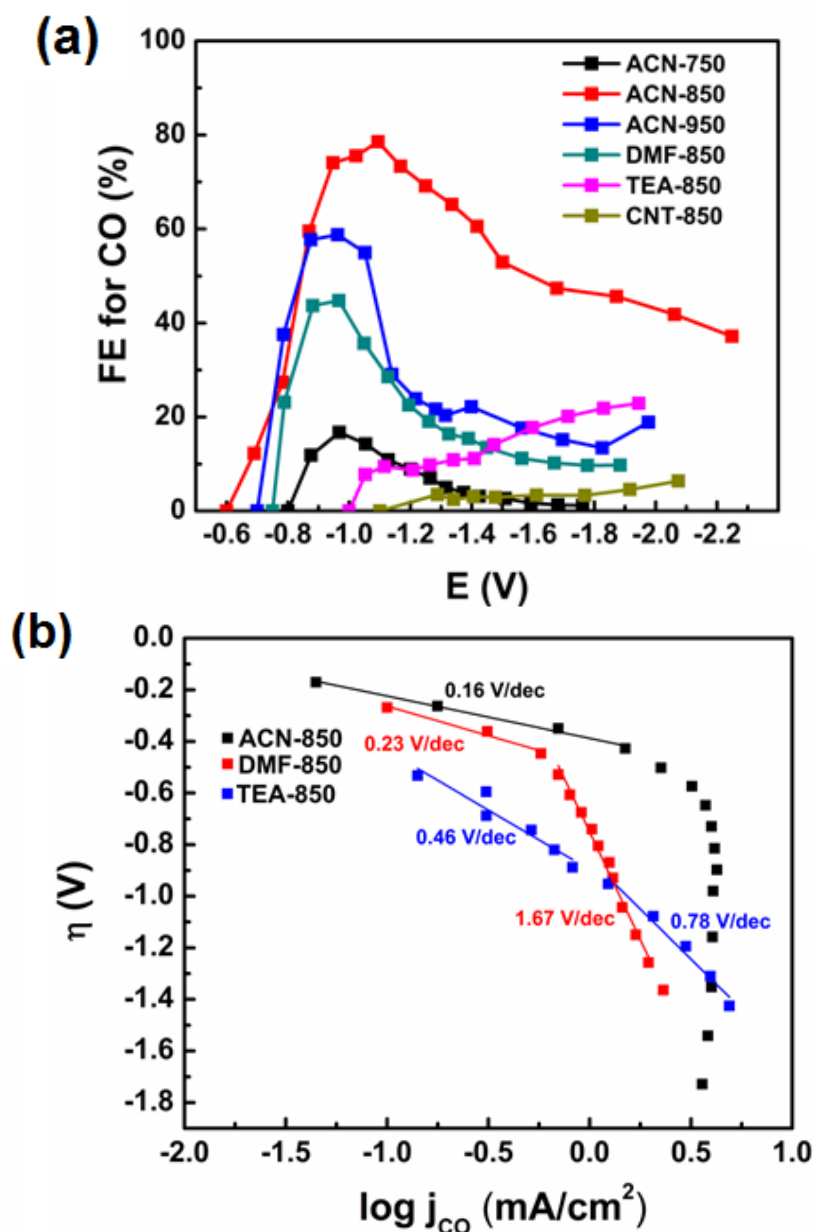 (a)
100
80
60
40
20
0
FE for CO (%)
ACN-750
ACN-850
ACN-950
DMF-850
TEA-850
CNT-850
-0.6 -0.8 -1.0 -1.2 -1.4 -1.6 -1.8 -2.0 -2.2
E (V)
(b)
0.0
-0.2
-0.4
-0.6
-0.8
-1.0
-1.2
-1.4
-1.6
-1.8
η (V)
0.16 V/dec
ACN-850
DMF-850
TEA-850
0.23 V/dec
0.46 V/dec
1.67 V/dec
0.78 V/dec
-2.0 -1.5 -1.0 -0.5 0.0 0.5 1.0
log j_CO (mA/cm²)